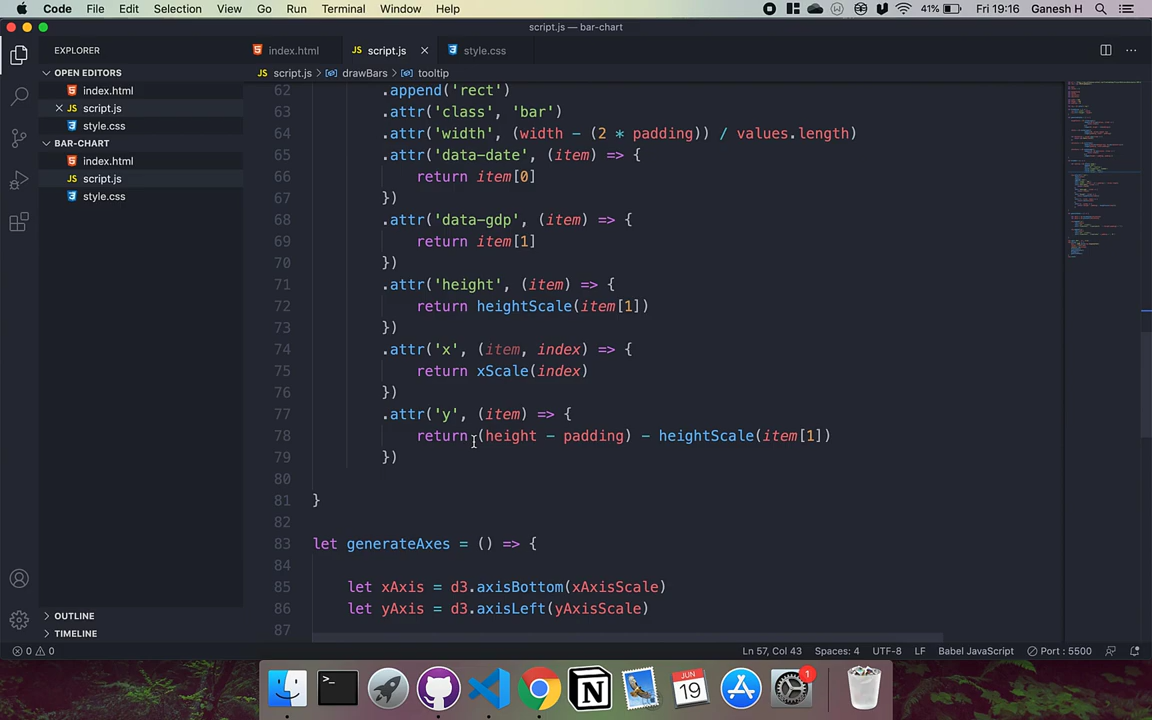 Code File Edit Selection View Go Run Terminal Window Help 41% Fri 19:16 Ganesh H
script.js — bar-chart
EXPLORER
index.html script.js style.css
OPEN EDITORS
script.js > drawBars > tooltip
index.html
script.js
style.css
BAR-CHART
index.html
script.js
style.css
62 .append('rect')
63 .attr('class', 'bar')
64 .attr('width', (width - (2 * padding)) / values.length)
65 .attr('data-date', (item) => {
66 return item[0]
67 })
68 .attr('data-gdp', (item) => {
69 return item[1]
70 })
71 .attr('height', (item) => {
72 return heightScale(item[1])
73 })
74 .attr('x', (item, index) => {
75 return xScale(index)
76 })
77 .attr('y', (item) => {
78 return (height - padding) - heightScale(item[1])
79 })
80
81 }
82
83 let generateAxes = () => {
84
85 let xAxis = d3.axisBottom(xAxisScale)
86 let yAxis = d3.axisLeft(yAxisScale)
87
OUTLINE
TIMELINE
0 0 Ln 57, Col 43 Spaces: 4 UTF-8 LF Babel JavaScript Port : 5500
>_
N
JUN
19
1